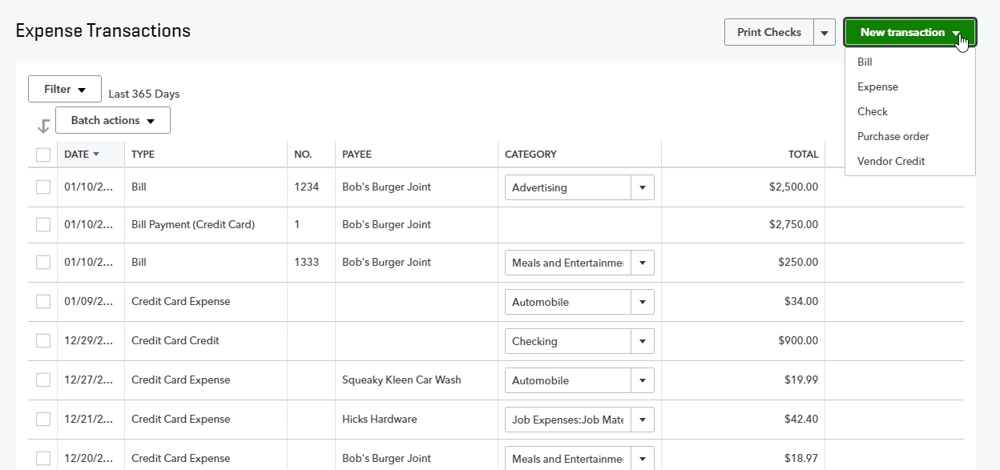 Expense Transactions
Print Checks
New transaction
Bill
Expense
Check
Purchase order
Vendor Credit
Filter
Last 365 Days
Batch actions
DATE TYPE NO. PAYEE CATEGORY TOTAL
01/10/2... Bill 1234 Bob's Burger Joint Advertising $2,500.00
01/10/2... Bill Payment (Credit Card) 1 Bob's Burger Joint $2,750.00
01/10/2... Bill 1333 Bob's Burger Joint Meals and Entertainme $250.00
01/09/2... Credit Card Expense Automobile $34.00
12/29/2... Credit Card Credit Checking $900.00
12/27/2... Credit Card Expense Squeaky Kleen Car Wash Automobile $19.99
12/21/2... Credit Card Expense Hicks Hardware Job Expenses:Job Mate $42.40
12/20/2... Credit Card Expense Bob's Burger Joint Meals and Entertainme $18.97